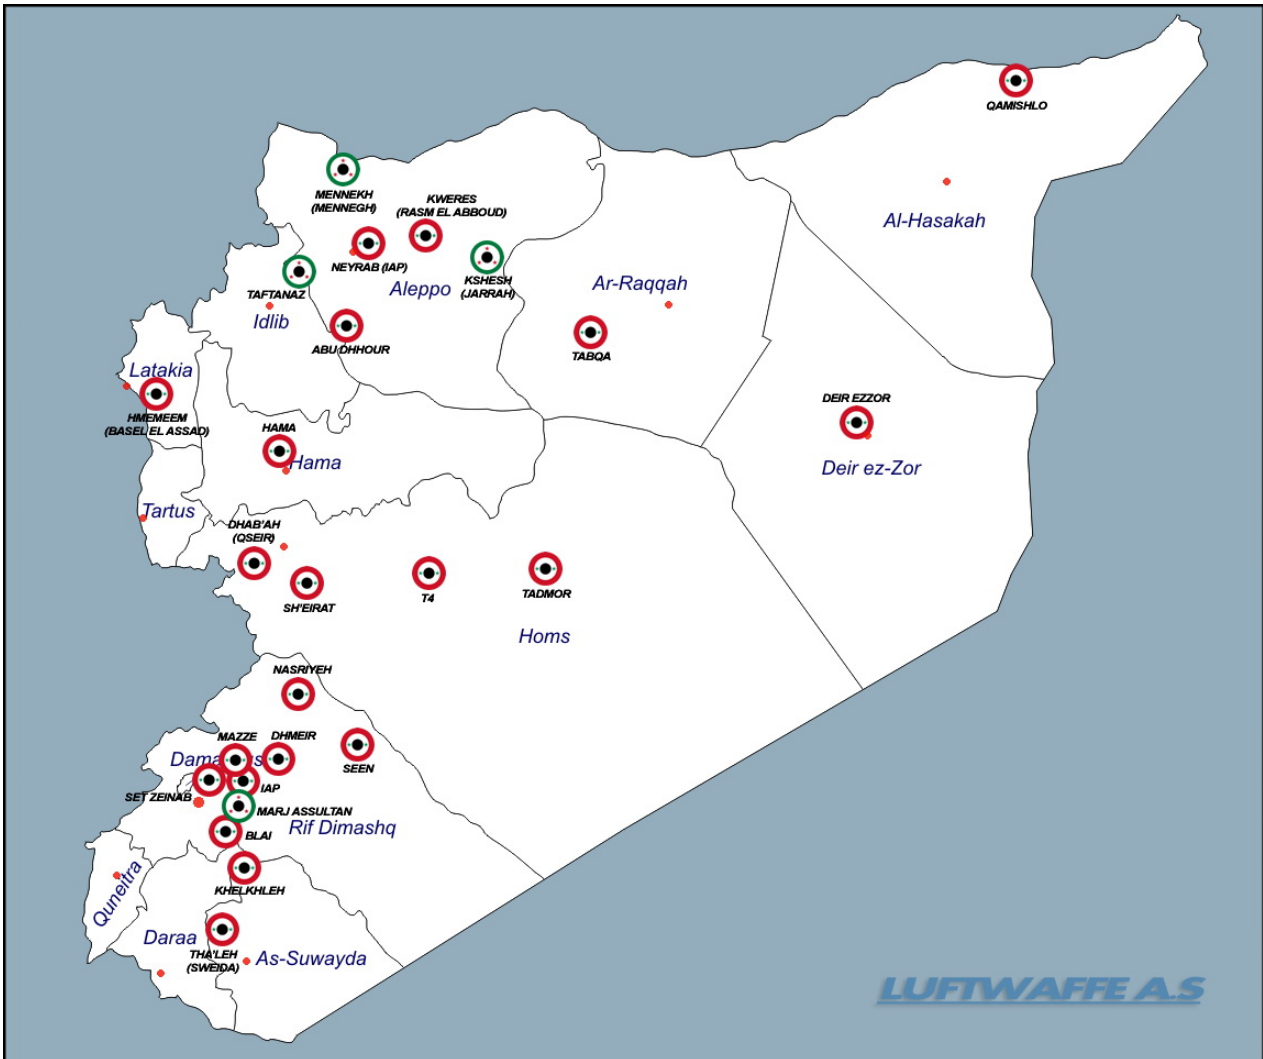 QAMISHLO
Al-Hasakah
MENNEKH
(MENNEGH)
KWERES
(RASM EL ABBOUD)
NEYRAB (IAP)
KSHESH
(JARRAH)
Aleppo
Ar-Raqqah
TAFTANAZ
Idlib
ABU DHHOUR
TABQA
Latakia
HMEMEEM
(BASEL EL ASSAD)
DEIR EZZOR
Deir ez-Zor
HAMA
Hama
Tartus
DHAB'AH
(QSEIR)
SH'EIRAT
T4
TADMOR
Homs
NASRIYEH
MAZZE
DHMEIR
SEEN
SET ZEINAB
IAP
MARJ ASSULTAN
Rif Dimashq
BLAI
KHELKHLEH
Quneitra
Daraa
THA'LEH
(SWEIDA)
As-Suwayda
LUFTWAFFE A.S